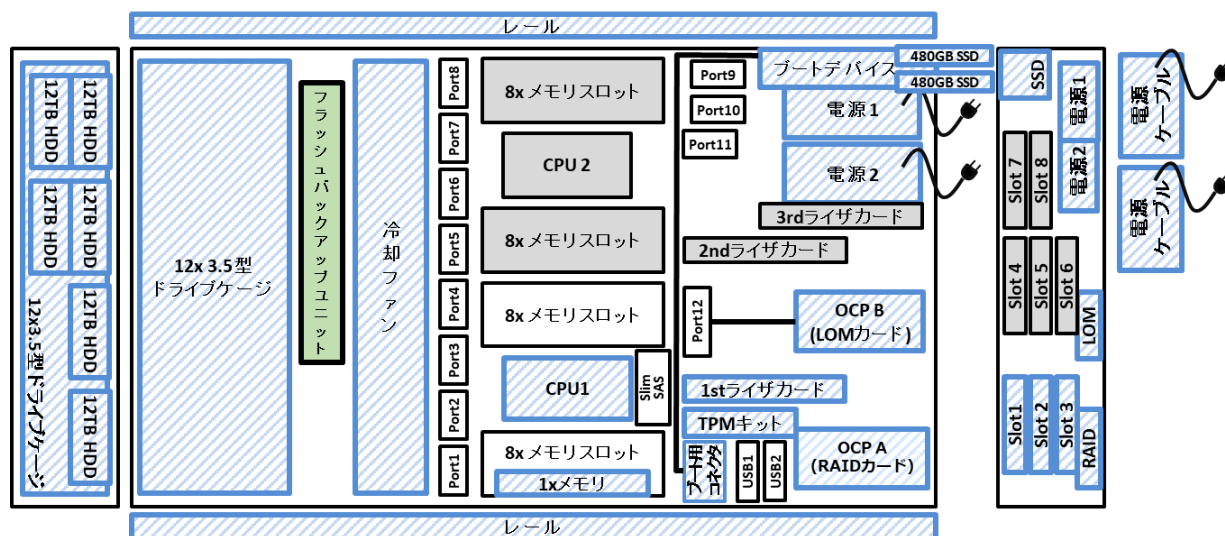 レール
12TB HDD
12TB HDD
12TB HDD
12TB HDD
12TB HDD
12TB HDD
12x3.5型ドライブケージ
12x 3.5型
ドライブケージ
フラッシュバックアップユニット
冷却ファン
Port8
Port7
Port6
Port5
Port4
Port3
Port2
Port1
8xメモリスロット
CPU 2
8xメモリスロット
8xメモリスロット
CPU1
Slim
SAS
8xメモリスロット
1xメモリ
Port9
Port10
Port11
ブートデバイス
480GB SSD
480GB SSD
電源1
電源2
3rdライザカード
2ndライザカード
Port12
OCP B
(LOMカード)
1stライザカード
TPMキット
ブート用
コネクタ
USB1
USB2
OCP A
(RAIDカード)
SSD
電源1
電源2
Slot 7
Slot 8
Slot 4
Slot 5
Slot 6
LOM
Slot1
Slot 2
Slot 3
RAID
電源
ケーブル
電源
ケーブル
レール